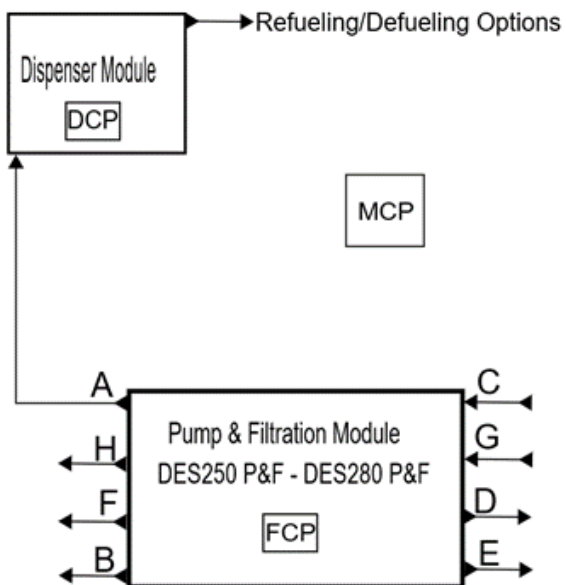 Refueling/Defueling Options
Dispenser Module
DCP
MCP
A
C
Pump & Filtration Module
H
G
DES250 P&F - DES280 P&F
F
D
FCP
B
E